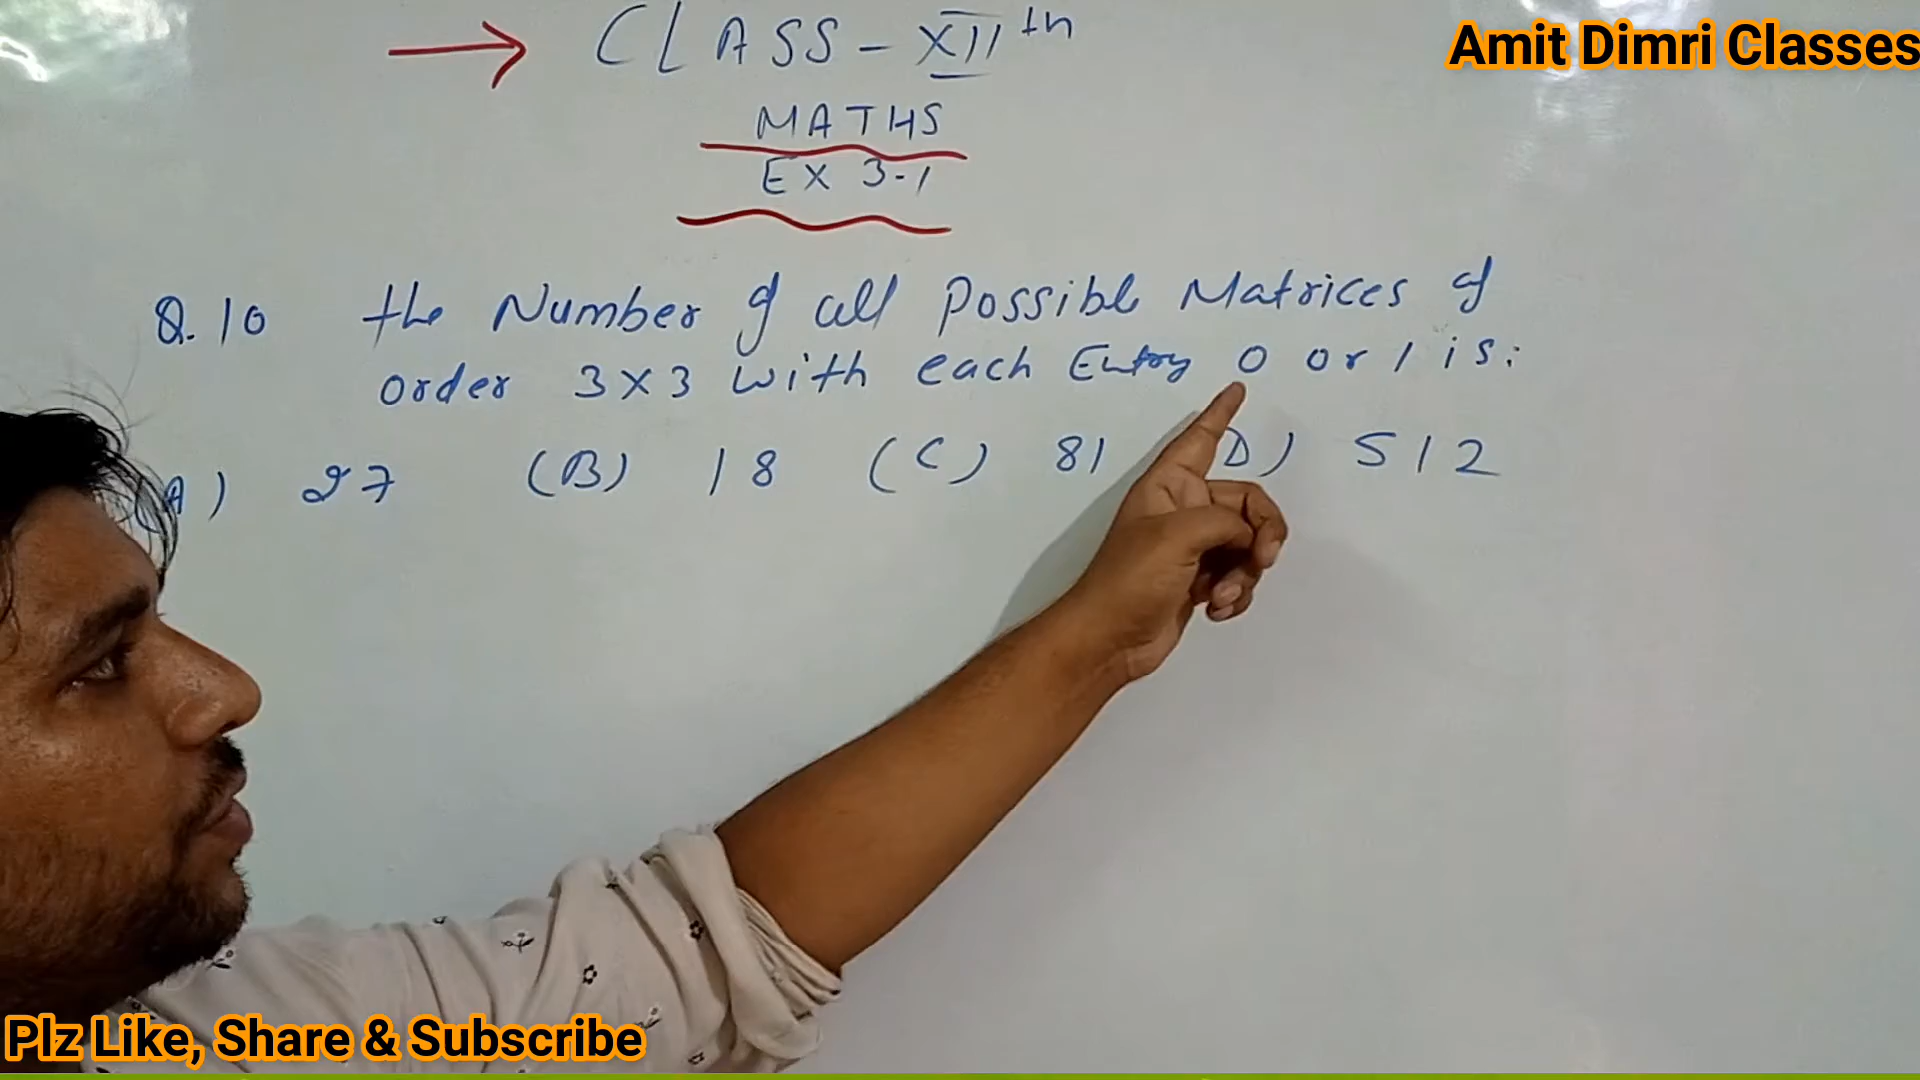 CLASS - XII th
Amit Dimri Classes
MATHS
EX 3.1
Q.10 the Number of all Possible Matrices of
order 3×3 with each Entry 0 or 1 is:
(A) 27 (B) 18 (C) 81 (D) 512
Plz Like, Share & Subscribe